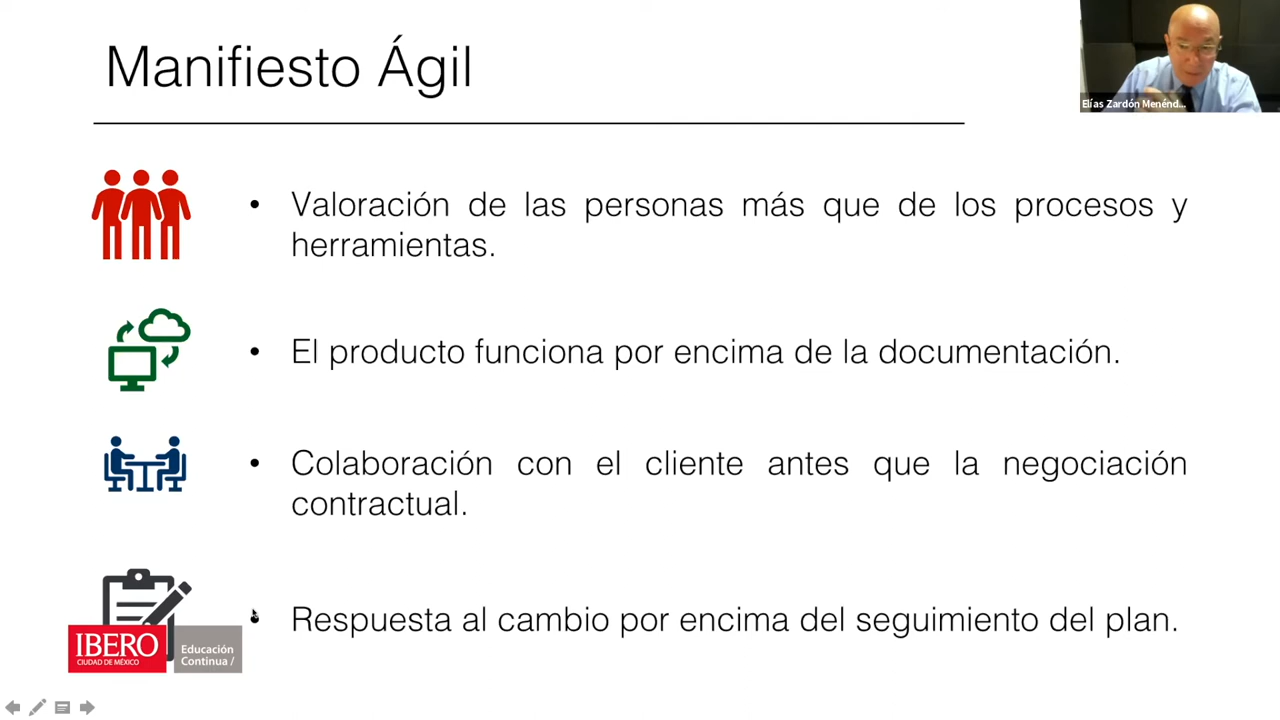 Manifiesto Ágil
Elías Zardón Menénd...
• Valoración de las personas más que de los procesos y
herramientas.
• El producto funciona por encima de la documentación.
• Colaboración con el cliente antes que la negociación
contractual.
• Respuesta al cambio por encima del seguimiento del plan.
IBERO
CIUDAD DE MÉXICO
Educación
Continua /